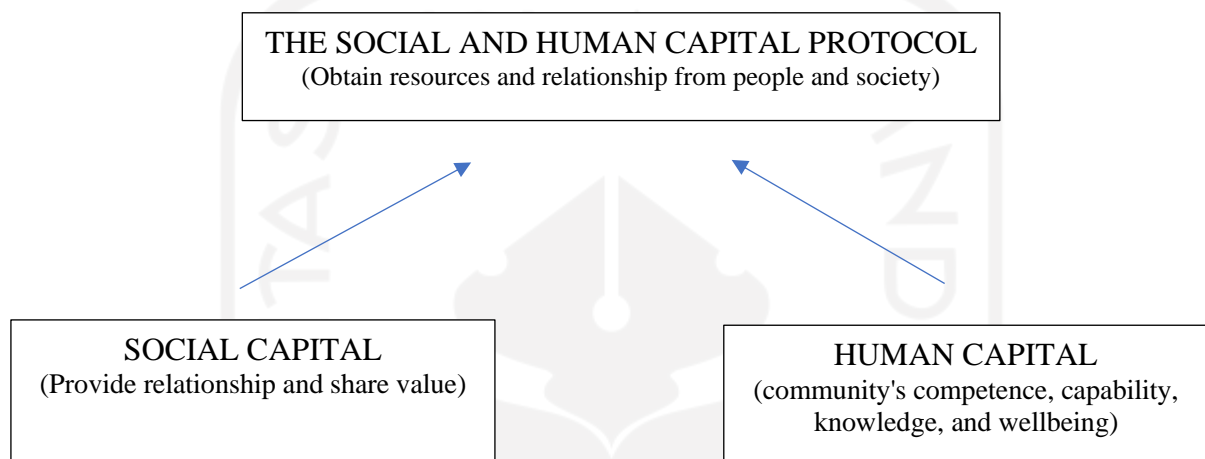 THE SOCIAL AND HUMAN CAPITAL PROTOCOL
(Obtain resources and relationship from people and society)
SOCIAL CAPITAL
(Provide relationship and share value)
HUMAN CAPITAL
(community's competence, capability,
knowledge, and wellbeing)